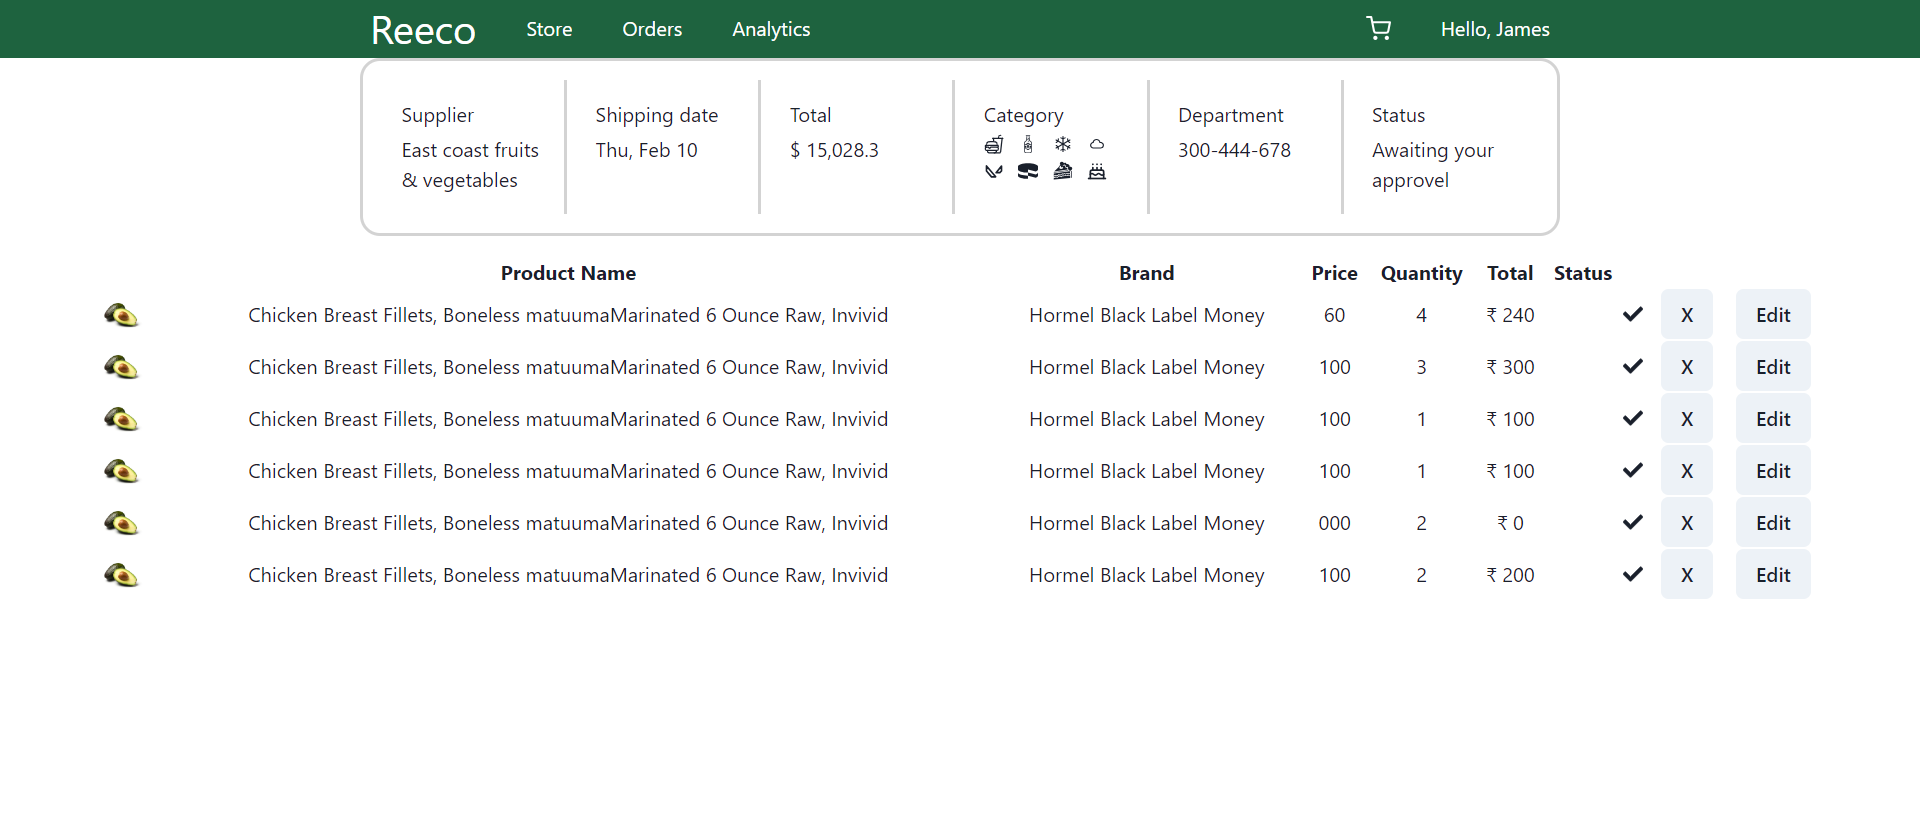 Reeco Store Orders Analytics Hello, James
Supplier
East coast fruits
& vegetables
Shipping date
Thu, Feb 10
Total
$ 15,028.3
Category
Department
300-444-678
Status
Awaiting your
approvel
Product Name Brand Price Quantity Total Status
Chicken Breast Fillets, Boneless matuumaMarinated 6 Ounce Raw, Invivid Hormel Black Label Money 60 4 ₹ 240 X Edit
Chicken Breast Fillets, Boneless matuumaMarinated 6 Ounce Raw, Invivid Hormel Black Label Money 100 3 ₹ 300 X Edit
Chicken Breast Fillets, Boneless matuumaMarinated 6 Ounce Raw, Invivid Hormel Black Label Money 100 1 ₹ 100 X Edit
Chicken Breast Fillets, Boneless matuumaMarinated 6 Ounce Raw, Invivid Hormel Black Label Money 100 1 ₹ 100 X Edit
Chicken Breast Fillets, Boneless matuumaMarinated 6 Ounce Raw, Invivid Hormel Black Label Money 000 2 ₹ 0 X Edit
Chicken Breast Fillets, Boneless matuumaMarinated 6 Ounce Raw, Invivid Hormel Black Label Money 100 2 ₹ 200 X Edit